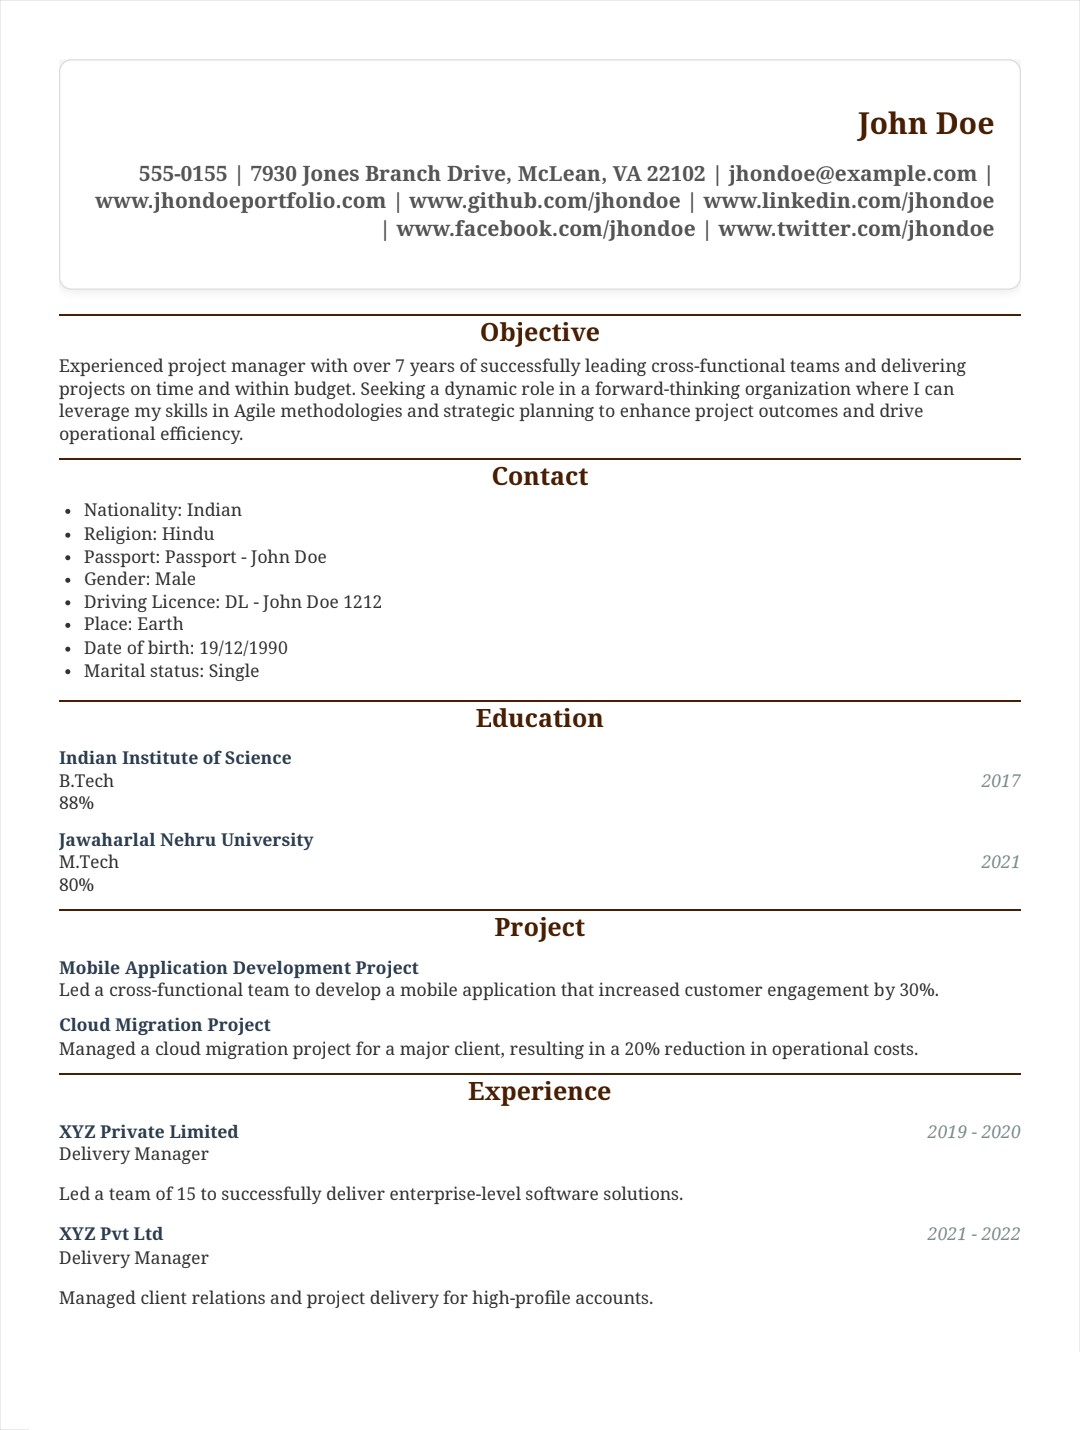 John Doe
555-0155 | 7930 Jones Branch Drive, McLean, VA 22102 | jhondoe@example.com |
www.jhondoeportfolio.com | www.github.com/jhondoe | www.linkedin.com/jhondoe
| www.facebook.com/jhondoe | www.twitter.com/jhondoe
Objective
Experienced project manager with over 7 years of successfully leading cross-functional teams and delivering
projects on time and within budget. Seeking a dynamic role in a forward-thinking organization where I can
leverage my skills in Agile methodologies and strategic planning to enhance project outcomes and drive
operational efficiency.
Contact
• Nationality: Indian
• Religion: Hindu
• Passport: Passport - John Doe
• Gender: Male
• Driving Licence: DL - John Doe 1212
• Place: Earth
• Date of birth: 19/12/1990
• Marital status: Single
Education
Indian Institute of Science
B.Tech 2017
88%
Jawaharlal Nehru University
M.Tech 2021
80%
Project
Mobile Application Development Project
Led a cross-functional team to develop a mobile application that increased customer engagement by 30%.
Cloud Migration Project
Managed a cloud migration project for a major client, resulting in a 20% reduction in operational costs.
Experience
XYZ Private Limited 2019 - 2020
Delivery Manager
Led a team of 15 to successfully deliver enterprise-level software solutions.
XYZ Pvt Ltd 2021 - 2022
Delivery Manager
Managed client relations and project delivery for high-profile accounts.